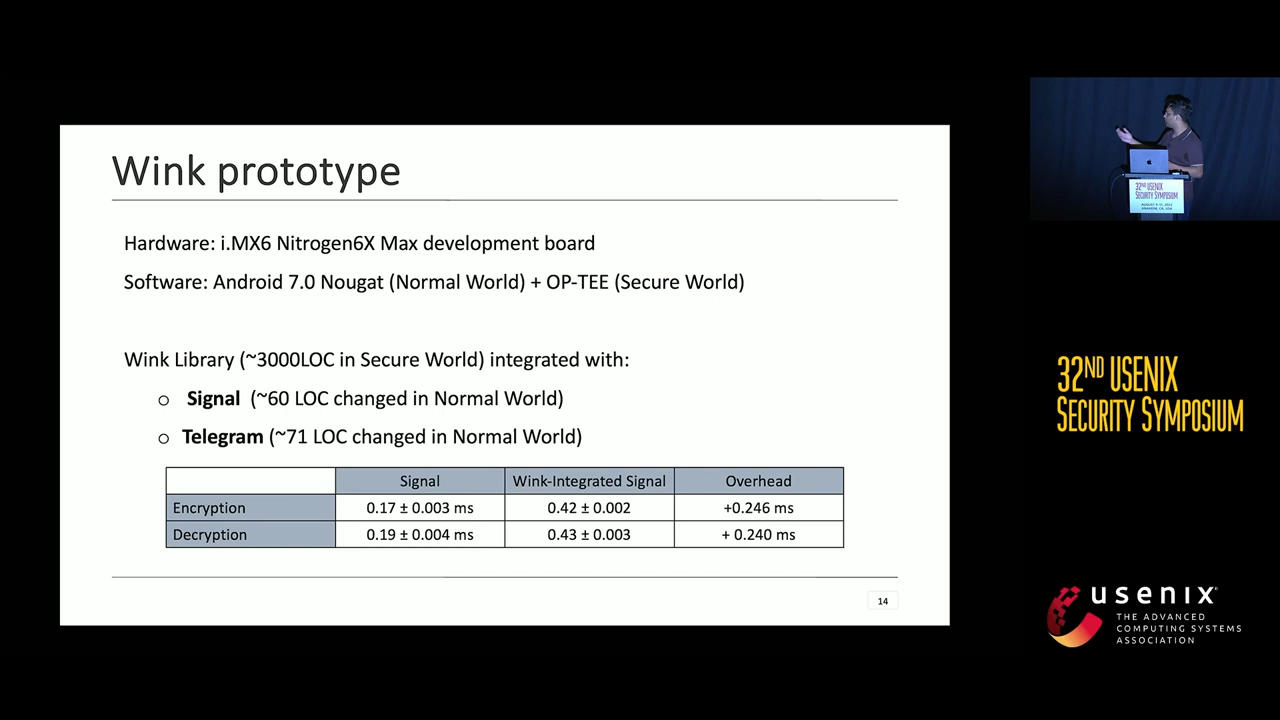 Wink prototype
Hardware: i.MX6 Nitrogen6X Max development board
Software: Android 7.0 Nougat (Normal World) + OP-TEE (Secure World)
Wink Library (~3000LOC in Secure World) integrated with:
o Signal (~60 LOC changed in Normal World)
o Telegram (~71 LOC changed in Normal World)
Signal Wink-Integrated Signal Overhead
Encryption 0.17 ± 0.003 ms 0.42 ± 0.002 +0.246 ms
Decryption 0.19 ± 0.004 ms 0.43 ± 0.003 + 0.240 ms
14
32ND USENIX
SECURITY SYMPOSIUM
32ND USENIX
SECURITY SYMPOSIUM
usenix
THE ADVANCED
COMPUTING SYSTEMS
ASSOCIATION